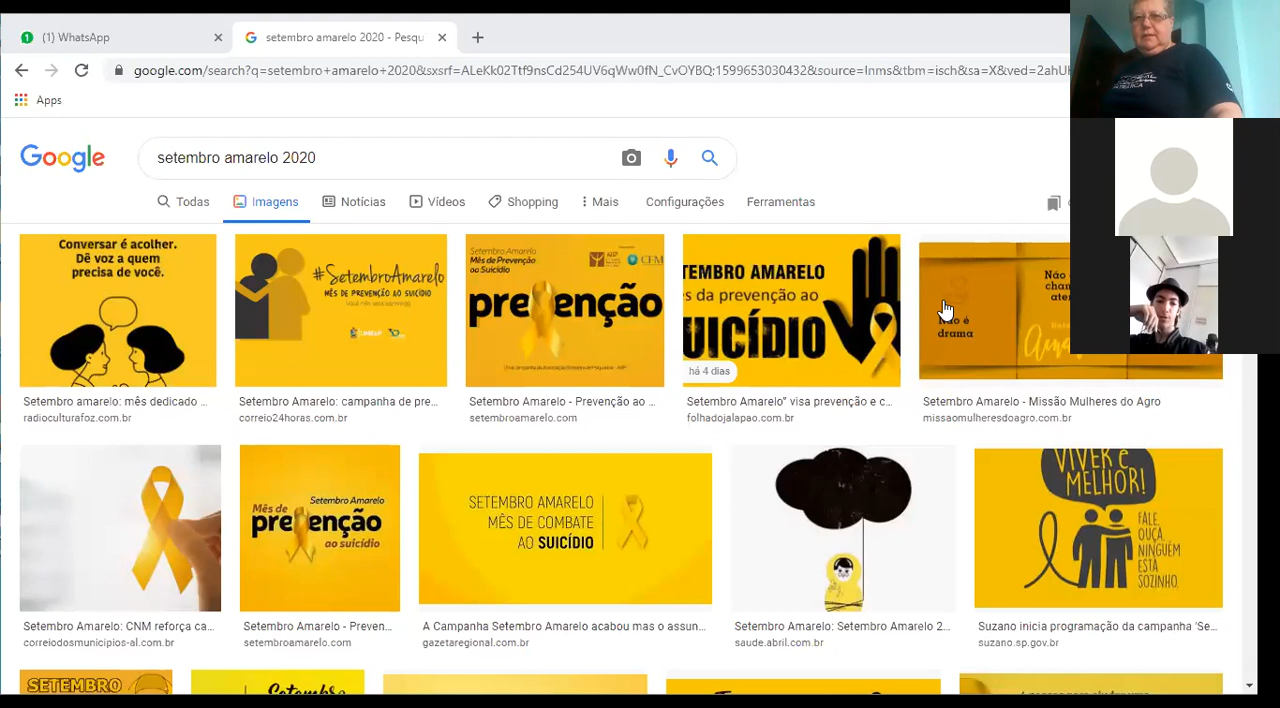 (1) WhatsApp
setembro amarelo 2020 - Pesqu
google.com/search?q=setembro+amarelo+2020&sxsrf=ALeKk02Ttf9nsCd254UV6qWw0fN_CvOYBQ:1599653030432&source=lnms&tbm=isch&sa=X&ved=2ahU
Apps
Google
setembro amarelo 2020
Todas
Imagens
Notícias
Vídeos
Shopping
Mais
Configurações
Ferramentas
Conversar é acolher.
Dê voz a quem
precisa de você.
#SetembroAmarelo
MÊS DE PREVENÇÃO AO SUICÍDIO
Setembro Amarelo
Mês de Prevenção
ao Suicídio
CFM
prevenção
TEMBRO AMARELO
s da prevenção ao
UICÍDIO
há 4 dias
Não é
drama
Setembro amarelo: mês dedicado ...
radioculturafoz.com.br
Setembro Amarelo: campanha de pre...
correio24horas.com.br
Setembro Amarelo - Prevenção ao ...
setembroamarelo.com
Setembro Amarelo" visa prevenção e c...
folhadojalapao.com.br
Setembro Amarelo - Missão Mulheres do Agro
missaomulheresdoagro.com.br
Setembro Amarelo
Mês de
prevenção
ao suicídio
SETEMBRO AMARELO
MÊS DE COMBATE
AO SUICÍDIO
VIVER é
MELHOR!
FALE,
OUÇA,
NINGUÉM
ESTÁ
SOZINHO.
Setembro Amarelo: CNM reforça ca...
correiodosmunicipios-al.com.br
Setembro Amarelo - Preven...
setembroamarelo.com
A Campanha Setembro Amarelo acabou mas o assun...
gazetaregional.com.br
Setembro Amarelo: Setembro Amarelo 2...
saude.abril.com.br
Suzano inicia programação da campanha 'Se...
suzano.sp.gov.br
SETEMBRO